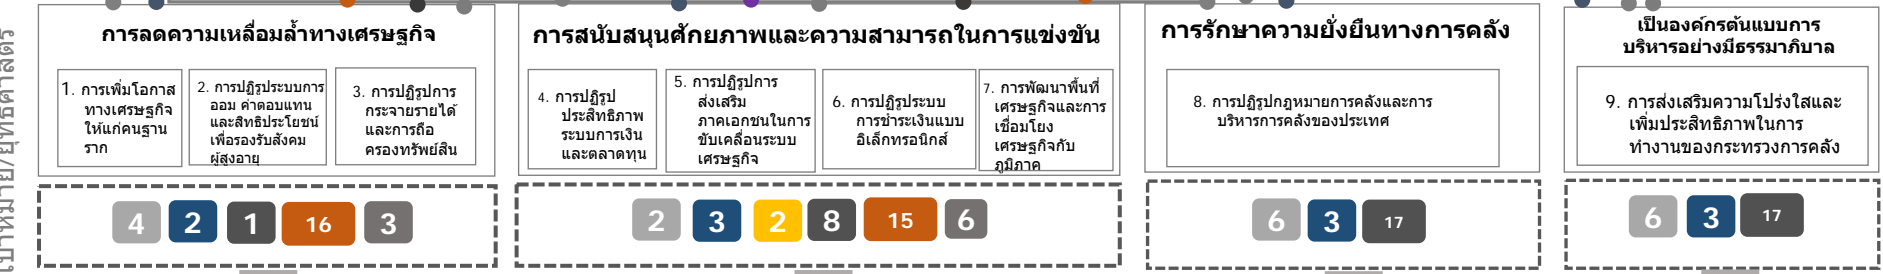 เป้าหมาย/ยุทธศาสตร์
การลดความเหลื่อมล้ำทางเศรษฐกิจ
1. การเพิ่มโอกาส
ทางเศรษฐกิจ
ให้แก่คนฐาน
ราก
2. การปฏิรูประบบการ
ออม ค่าตอบแทน
และสิทธิประโยชน์
เพื่อรองรับสังคม
ผู้สูงอายุ
3. การปฏิรูปการ
กระจายรายได้
และการถือ
ครองทรัพย์สิน
4 2 1 16 3
การสนับสนุนศักยภาพและความสามารถในการแข่งขัน
4. การปฏิรูป
ประสิทธิภาพ
ระบบการเงิน
และตลาดทุน
5. การปฏิรูปการ
ส่งเสริม
ภาคเอกชนในการ
ขับเคลื่อนระบบ
เศรษฐกิจ
6. การปฏิรูประบบ
การชำระเงินแบบ
อิเล็กทรอนิกส์
7. การพัฒนาพื้นที่
เศรษฐกิจและการ
เชื่อมโยง
เศรษฐกิจกับ
ภูมิภาค
2 3 2 8 15 6
การรักษาความยั่งยืนทางการคลัง
8. การปฏิรูปกฎหมายการคลังและการ
บริหารการคลังของประเทศ
6 3 17
เป็นองค์กรต้นแบบการ
บริหารอย่างมีธรรมาภิบาล
9. การส่งเสริมความโปร่งใสและ
เพิ่มประสิทธิภาพในการ
ทำงานของกระทรวงการคลัง
6 3 17